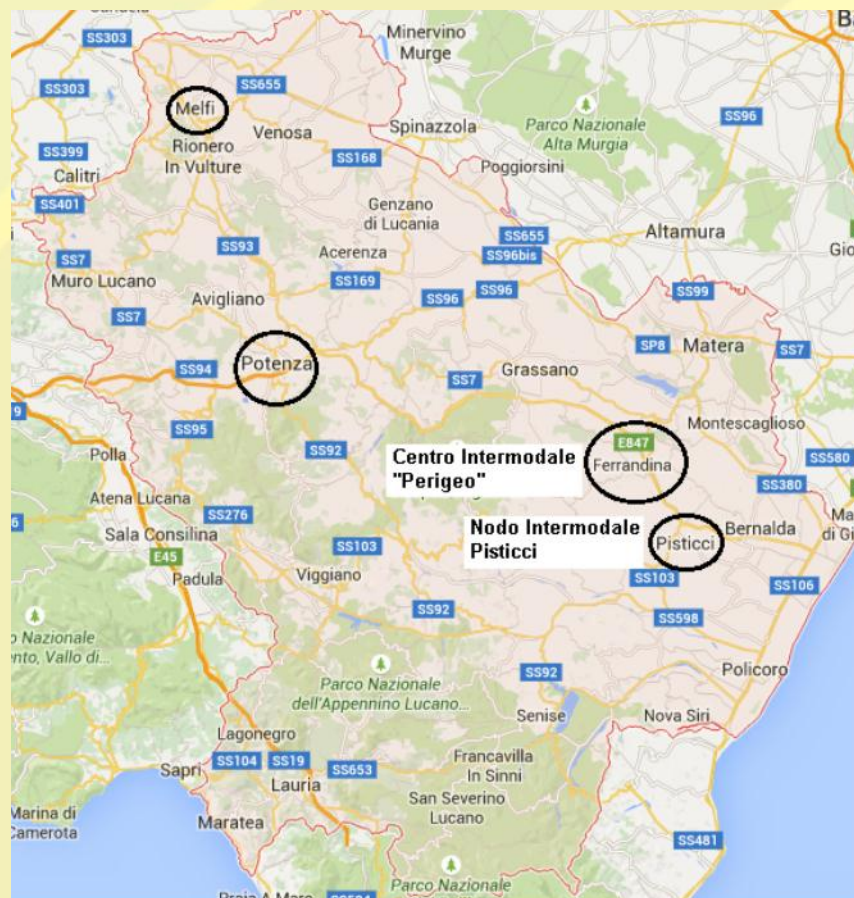 SS303
Minervino
Murge
SS303
SS655
Melfi
Parco Nazionale
Alta Murgia
SS96
Venosa
Spinazzola
Rionero
In Vulture
SS399
SS168
Calitri
Poggiorsini
SS401
Genzano
di Lucania
SS655
Altamura
SS7
SS93
Acerenza
SS96bis
Muro Lucano
SS169
SS96
SS96
SS99
Avigliano
SS7
SP8
Matera
SS7
Potenza
SS94
Grassano
SS7
SS95
SS92
E847
Montescaglioso
Polla
Centro Intermodale
"Perigeo"
Ferrandina
SS580
SS380
Atena Lucana
SS276
Nodo Intermodale
Pisticci
Bernalda
Sala Consilina
Pisticci
E45
SS103
Padula
Viggiano
SS103
SS106
SS92
SS598
Parco Nazionale
dell'Appennino Lucano...
SS92
Policoro
Senise
Nova Siri
Lagonegro
SS104
SS19
Sapri
SS653
Francavilla
In Sinni
Lauria
San Severino
Lucano
Marina di
Camerota
Maratea
SS481
Parco Nazionale